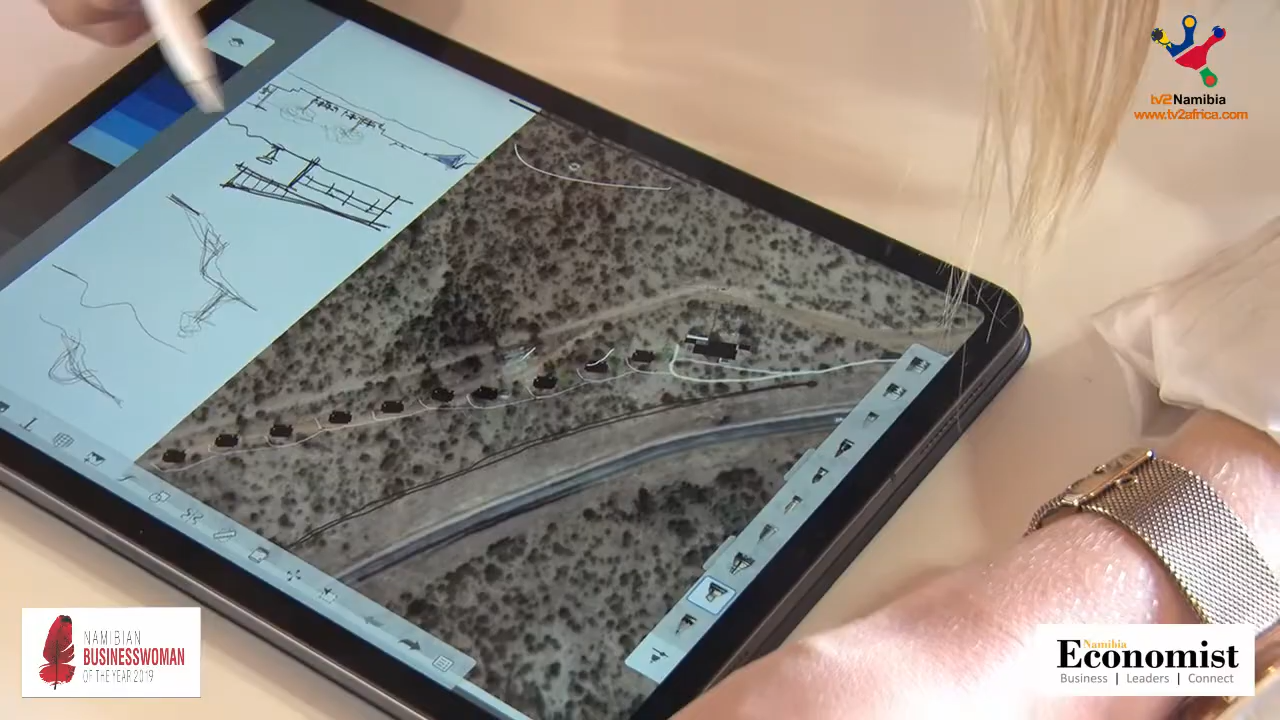 tv2Namibia
www.tv2africa.com
NAMIBIAN
BUSINESSWOMAN
OF THE YEAR 2019
Namibia
Economist
Business | Leaders | Connect